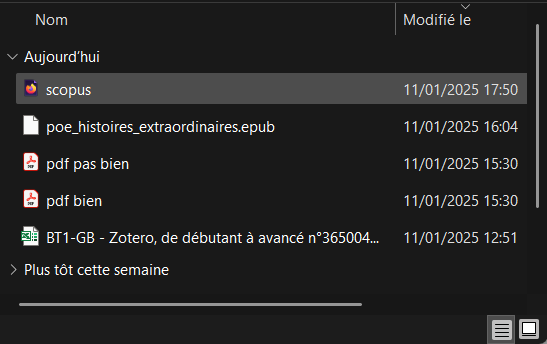 Nom Modifié le
Aujourd'hui
scopus 11/01/2025 17:50
poe_histoires_extraordinaires.epub 11/01/2025 16:04
pdf pas bien 11/01/2025 15:30
pdf bien 11/01/2025 15:30
BT1-GB - Zotero, de débutant à avancé n°365004... 11/01/2025 12:51
Plus tôt cette semaine